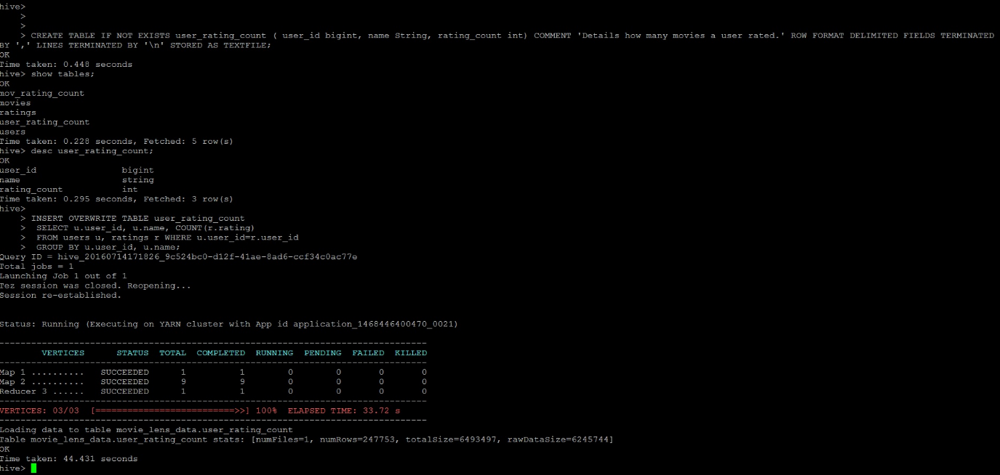 hive>
    >
    >
    > CREATE TABLE IF NOT EXISTS user_rating_count ( user_id bigint, name String, rating_count int) COMMENT 'Details how many movies a user rated.' ROW FORMAT DELIMITED FIELDS TERMINATED
BY ',' LINES TERMINATED BY '\n' STORED AS TEXTFILE;
OK
Time taken: 0.448 seconds
hive> show tables;
OK
mov_rating_count
movies
ratings
user_rating_count
users
Time taken: 0.228 seconds, Fetched: 5 row(s)
hive> desc user_rating_count;
OK
user_id                 bigint
name                    string
rating_count            int
Time taken: 0.295 seconds, Fetched: 3 row(s)
hive>
    > INSERT OVERWRITE TABLE user_rating_count
    >  SELECT u.user_id, u.name, COUNT(r.rating)
    >  FROM users u, ratings r WHERE u.user_id=r.user_id
    >  GROUP BY u.user_id, u.name;
Query ID = hive_20160714171826_9c524bc0-d12f-41ae-8ad6-ccf34c0ac77e
Total jobs = 1
Launching Job 1 out of 1
Tez session was closed. Reopening...
Session re-established.
Status: Running (Executing on YARN cluster with App id application_1468446400470_0021)
--------------------------------------------------------------------------------
        VERTICES      STATUS  TOTAL  COMPLETED  RUNNING  PENDING  FAILED  KILLED
--------------------------------------------------------------------------------
Map 1 ..........   SUCCEEDED      1          1        0        0       0       0
Map 2 ..........   SUCCEEDED      9          9        0        0       0       0
Reducer 3 ......   SUCCEEDED      1          1        0        0       0       0
--------------------------------------------------------------------------------
VERTICES: 03/03  [==========================>>] 100%  ELAPSED TIME: 33.72 s
--------------------------------------------------------------------------------
Loading data to table movie_lens_data.user_rating_count
Table movie_lens_data.user_rating_count stats: [numFiles=1, numRows=247753, totalSize=6493497, rawDataSize=6245744]
OK
Time taken: 44.431 seconds
hive>